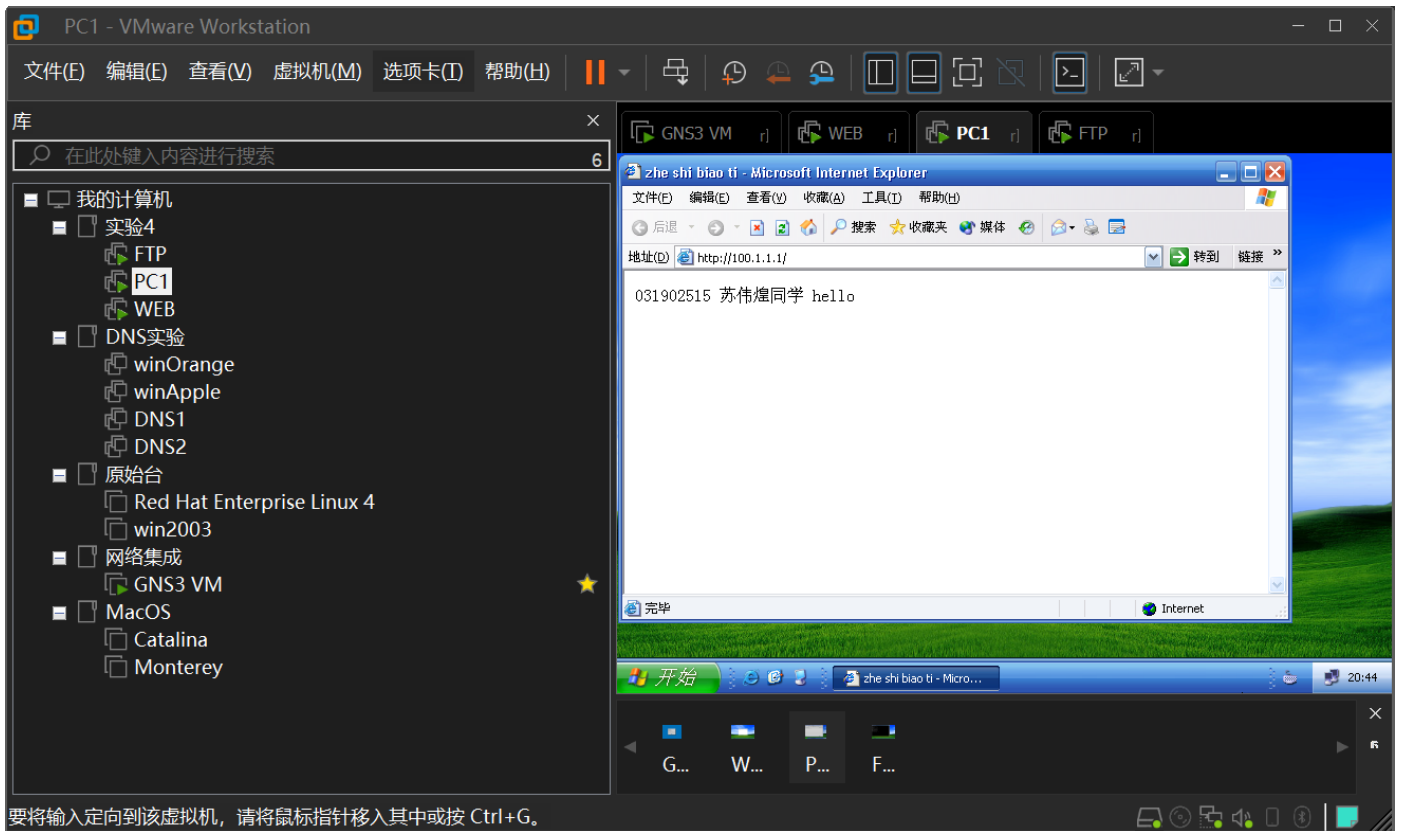 PC1 - VMware Workstation
文件(F) 编辑(E) 查看(V) 虚拟机(M) 选项卡(T) 帮助(H)
库
在此处键入内容进行搜索
我的计算机
实验4
FTP
PC1
WEB
DNS实验
winOrange
winApple
DNS1
DNS2
原始台
Red Hat Enterprise Linux 4
win2003
网络集成
GNS3 VM
MacOS
Catalina
Monterey
GNS3 VM WEB PC1 FTP
zhe shi biao ti - Microsoft Internet Explorer
文件(F) 编辑(E) 查看(V) 收藏(A) 工具(T) 帮助(H)
后退 搜索 收藏夹 媒体
地址(D) http://100.1.1.1/ 转到 链接 »
031902515 苏伟煌同学 hello
完毕 Internet
开始 zhe shi biao ti - Micro... 20:44
G... W... P... F...
要将输入定向到该虚拟机，请将鼠标指针移入其中或按 Ctrl+G。